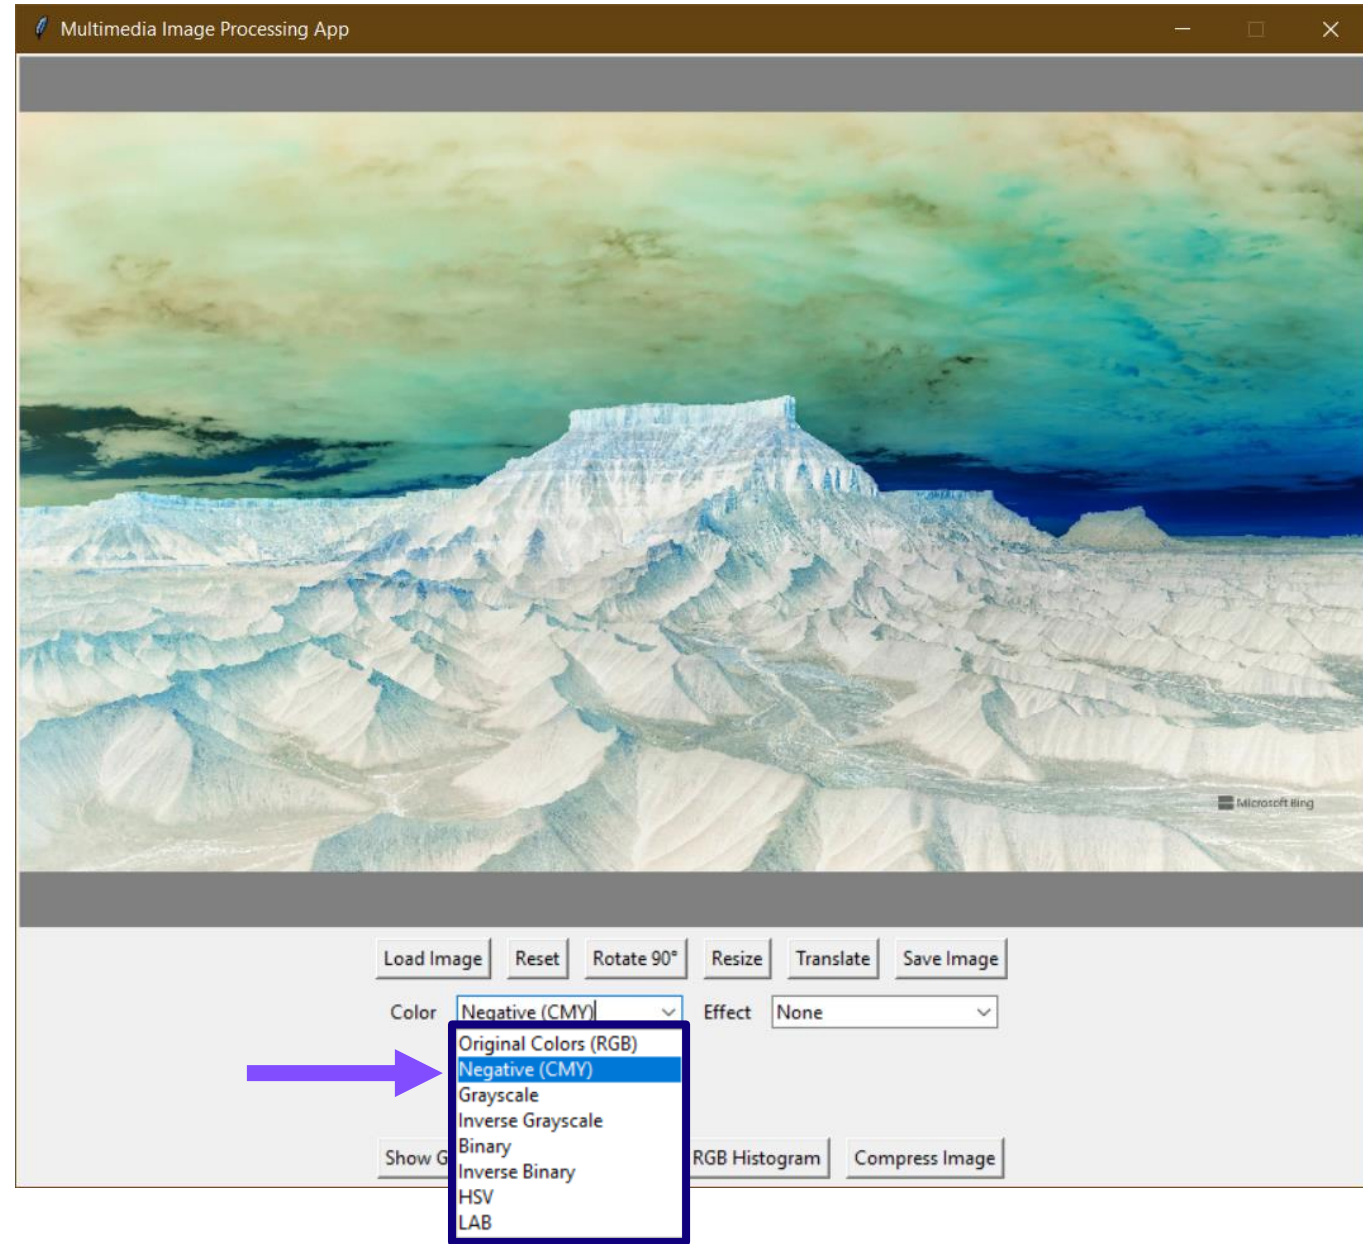 Multimedia Image Processing App
Microsoft Bing
Load Image Reset Rotate 90° Resize Translate Save Image
Color Negative (CMY) Effect None
Original Colors (RGB)
Negative (CMY)
Grayscale
Inverse Grayscale
Binary
Inverse Binary
HSV
LAB
Show G RGB Histogram Compress Image